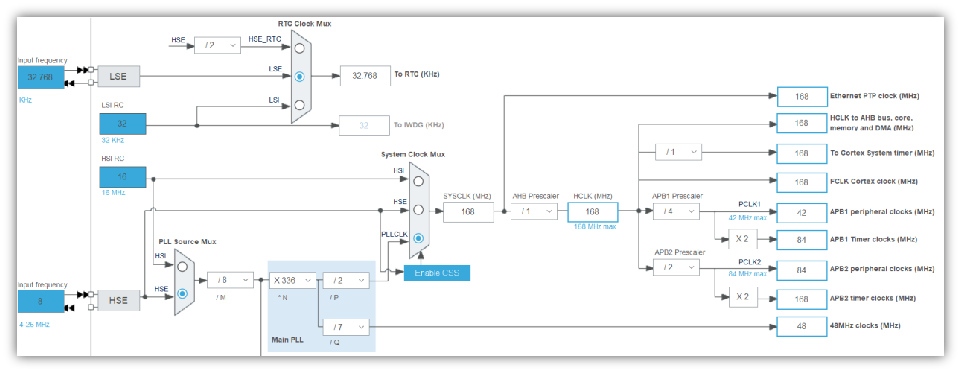 RTC Clock Mux
HSE
/ 2
HSE_RTC
Input frequency
32.768
KHz
LSE
LSE
32.768
To RTC (KHz)
LSI RC
32
32 KHz
LSI
32
To IWDG (KHz)
HSI RC
16
16 MHz
System Clock Mux
HSI
HSE
PLLCLK
Enable CSS
SYSCLK (MHz)
168
AHB Prescaler
/ 1
HCLK (MHz)
168
168 MHz max
168
Ethernet PTP clock (MHz)
168
HCLK to AHB bus, core,
memory and DMA (MHz)
/ 1
168
To Cortex System timer (MHz)
168
FCLK Cortex clock (MHz)
APB1 Prescaler
/ 4
PCLK1
42 MHz max
42
APB1 peripheral clocks (MHz)
X 2
84
APB1 Timer clocks (MHz)
APB2 Prescaler
/ 2
PCLK2
84 MHz max
84
APB2 peripheral clocks (MHz)
X 2
168
APB2 timer clocks (MHz)
48
48MHz clocks (MHz)
PLL Source Mux
HSI
HSE
Input frequency
8
4-26 MHz
HSE
/ M
X 336
* N
/ 2
/ P
/ 7
/ Q
Main PLL